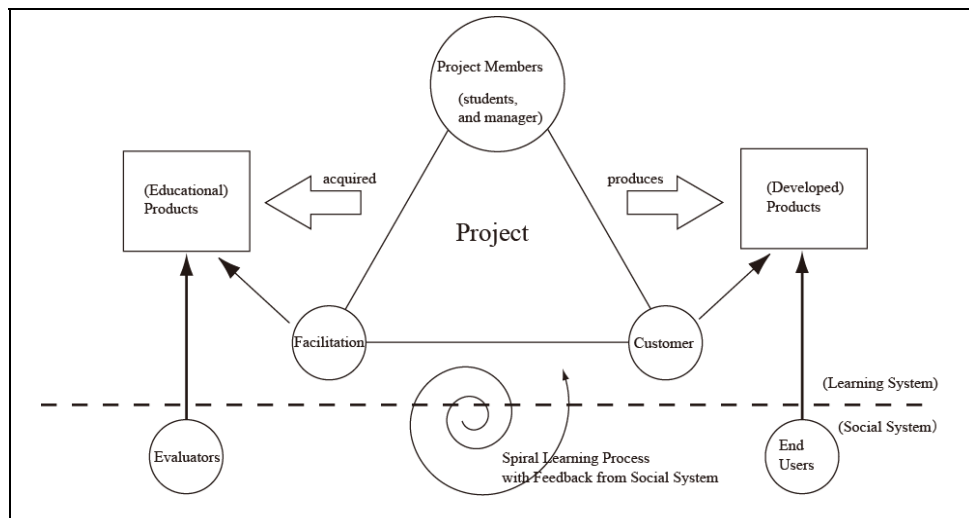 Project Members
(students,
and manager)
(Educational)
Products
acquired
produces
(Developed)
Products
Project
Facilitation
Customer
(Learning System)
(Social System)
Evaluators
Spiral Learning Process
with Feedback from Social System
End
Users